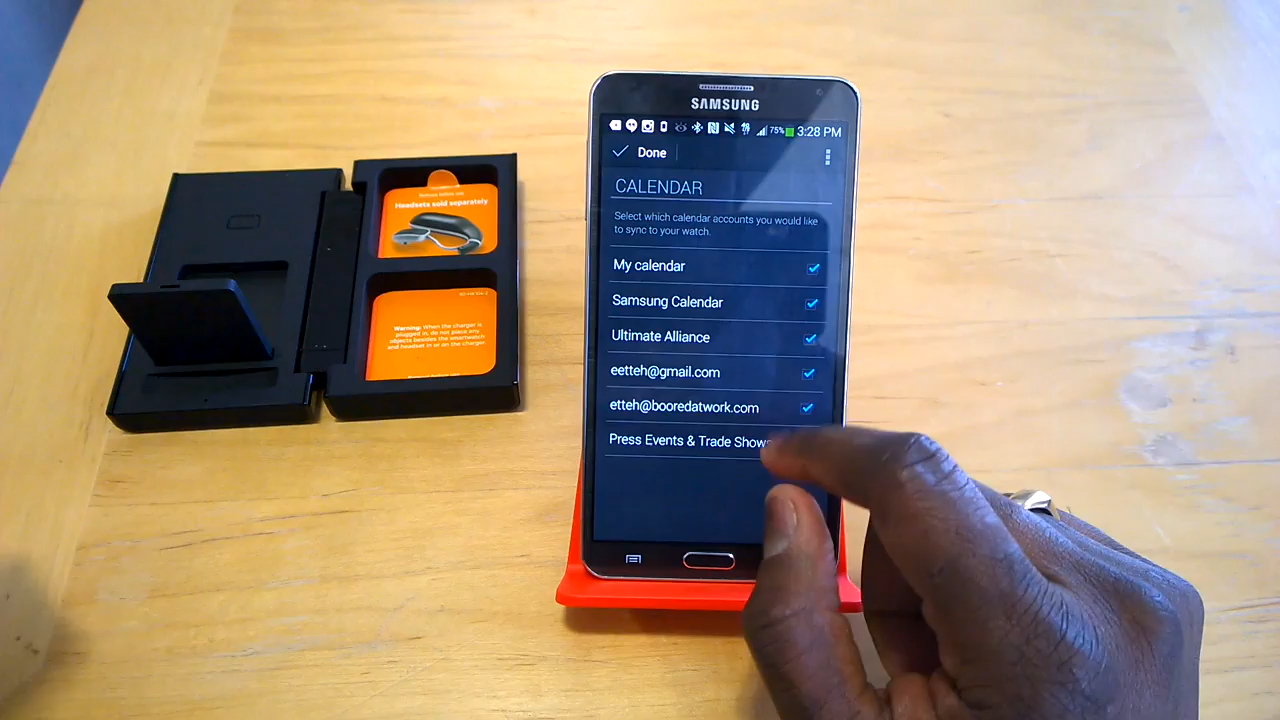 SAMSUNG
75% 3:28 PM
Done
CALENDAR
Select which calendar accounts you would like
to sync to your watch.
My calendar
Samsung Calendar
Ultimate Alliance
eetteh@gmail.com
etteh@booredatwork.com
Press Events & Trade Shows
Headsets sold separately
Warning: When the charger is
plugged in, do not place any
objects besides the smartwatch
and headset in or on the charger.